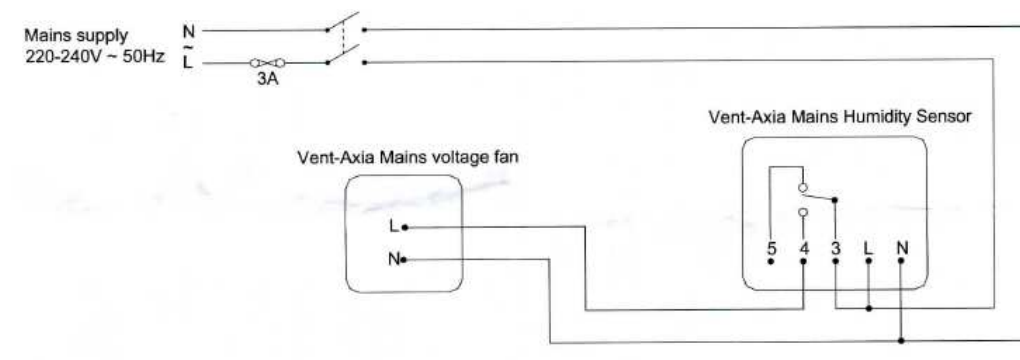 Mains supply
220-240V ~ 50Hz
N
~
L
3A
Vent-Axia Mains Humidity Sensor
Vent-Axia Mains voltage fan
L
N
5 4 3 L N